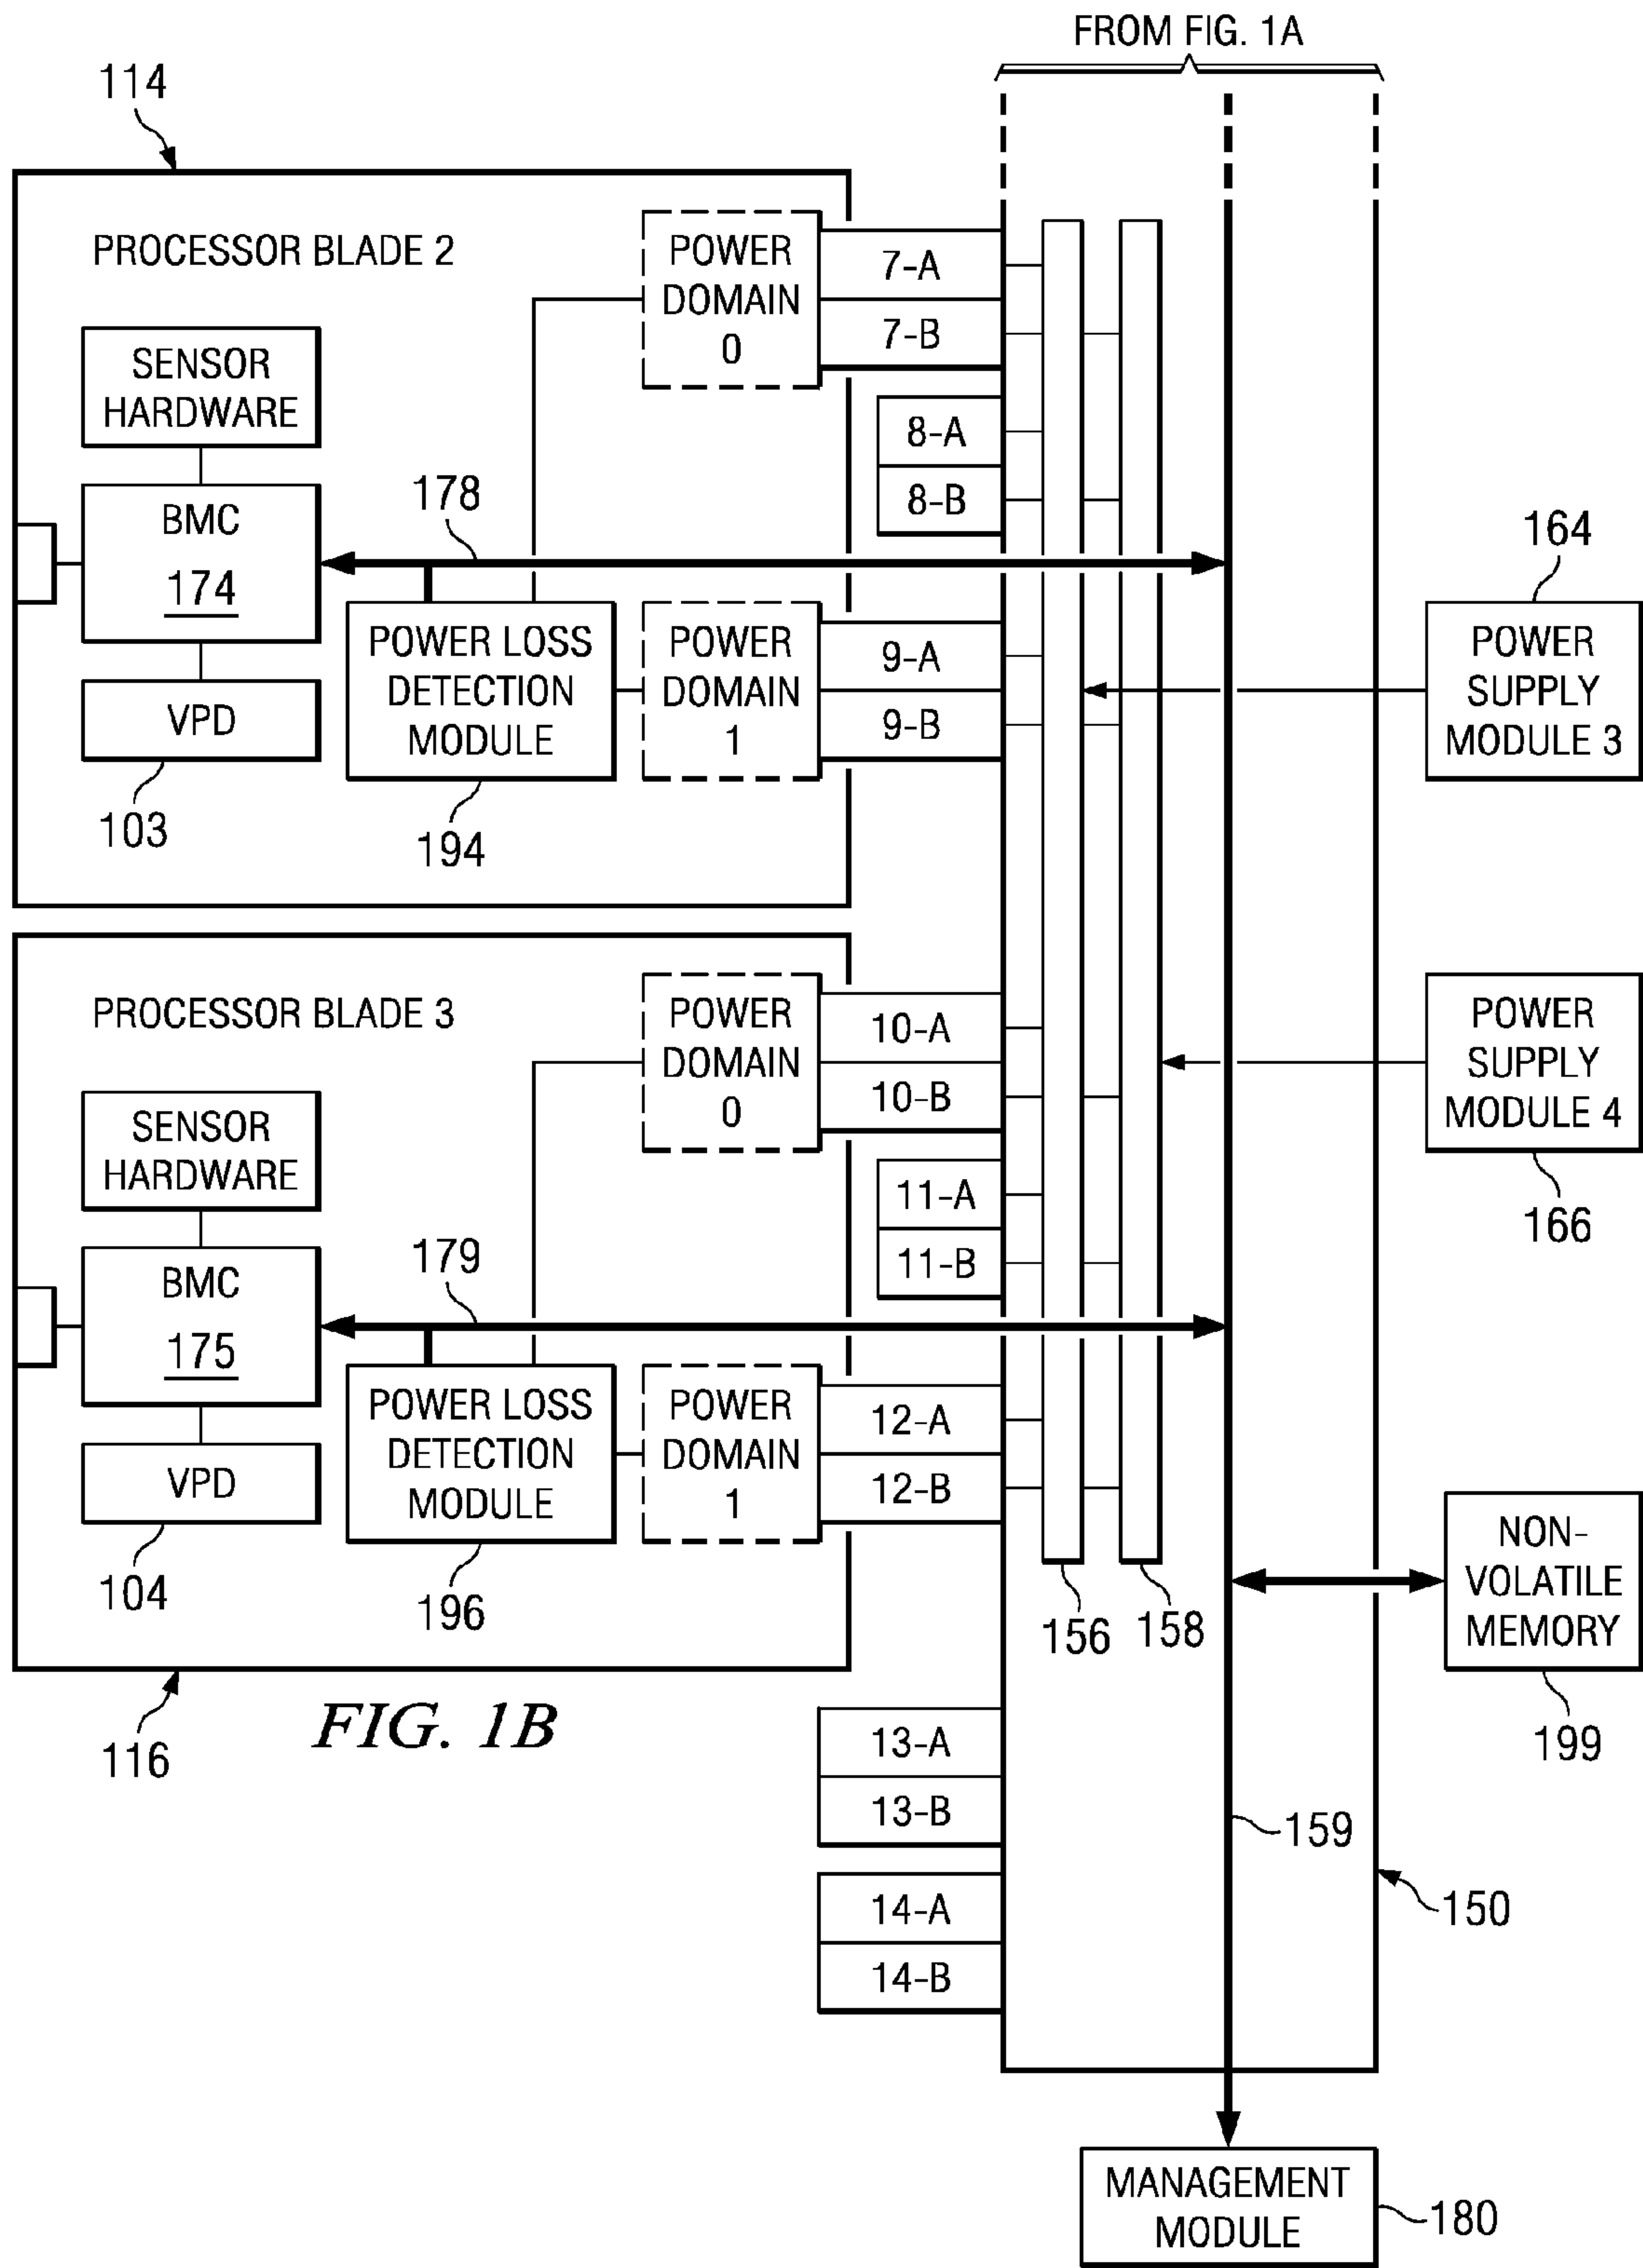 FROM FIG. 1A
114
PROCESSOR BLADE 2
POWER
DOMAIN
0
7-A
7-B
SENSOR
HARDWARE
8-A
8-B
178
BMC
174
164
POWER LOSS
DETECTION
MODULE
POWER
DOMAIN
1
9-A
9-B
POWER
SUPPLY
MODULE 3
VPD
103
194
PROCESSOR BLADE 3
POWER
DOMAIN
0
10-A
10-B
POWER
SUPPLY
MODULE 4
SENSOR
HARDWARE
11-A
11-B
166
179
BMC
175
POWER LOSS
DETECTION
MODULE
POWER
DOMAIN
1
12-A
12-B
VPD
104
196
156
158
NON-
VOLATILE
MEMORY
199
116
FIG. 1B
13-A
13-B
159
14-A
14-B
150
MANAGEMENT
MODULE
180